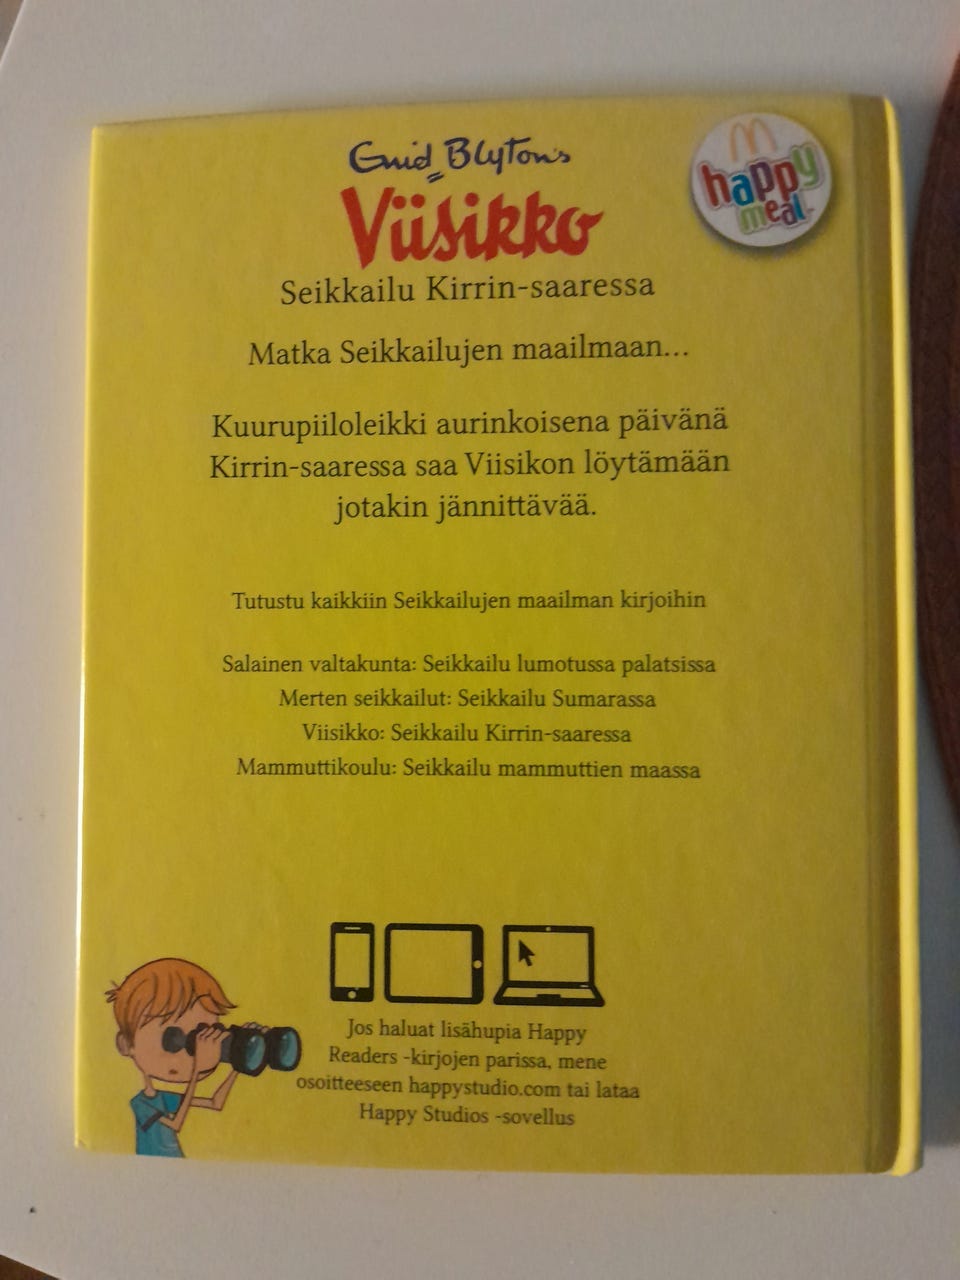 Enid Blyton's
Viisikko
happy
meal
Seikkailu Kirrin-saaressa
Matka Seikkailujen maailmaan...
Kuurupiiloleikki aurinkoisena päivänä
Kirrin-saaressa saa Viisikon löytämään
jotakin jännittävää.
Tutustu kaikkiin Seikkailujen maailman kirjoihin
Salainen valtakunta: Seikkailu lumotussa palatsissa
Merten seikkailut: Seikkailu Sumarassa
Viisikko: Seikkailu Kirrin-saaressa
Mammuttikoulu: Seikkailu mammuttien maassa
Jos haluat lisähupia Happy
Readers -kirjojen parissa, mene
osoitteeseen happystudio.com tai lataa
Happy Studios -sovellus